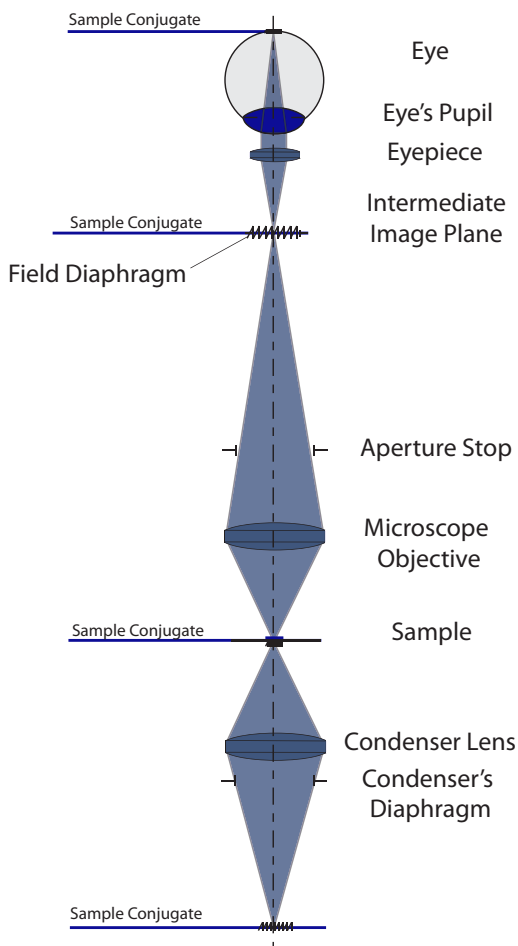 Sample Conjugate
Eye
Eye's Pupil
Eyepiece
Intermediate
Image Plane
Sample Conjugate
Field Diaphragm
Aperture Stop
Microscope
Objective
Sample
Sample Conjugate
Condenser Lens
Condenser's
Diaphragm
Sample Conjugate